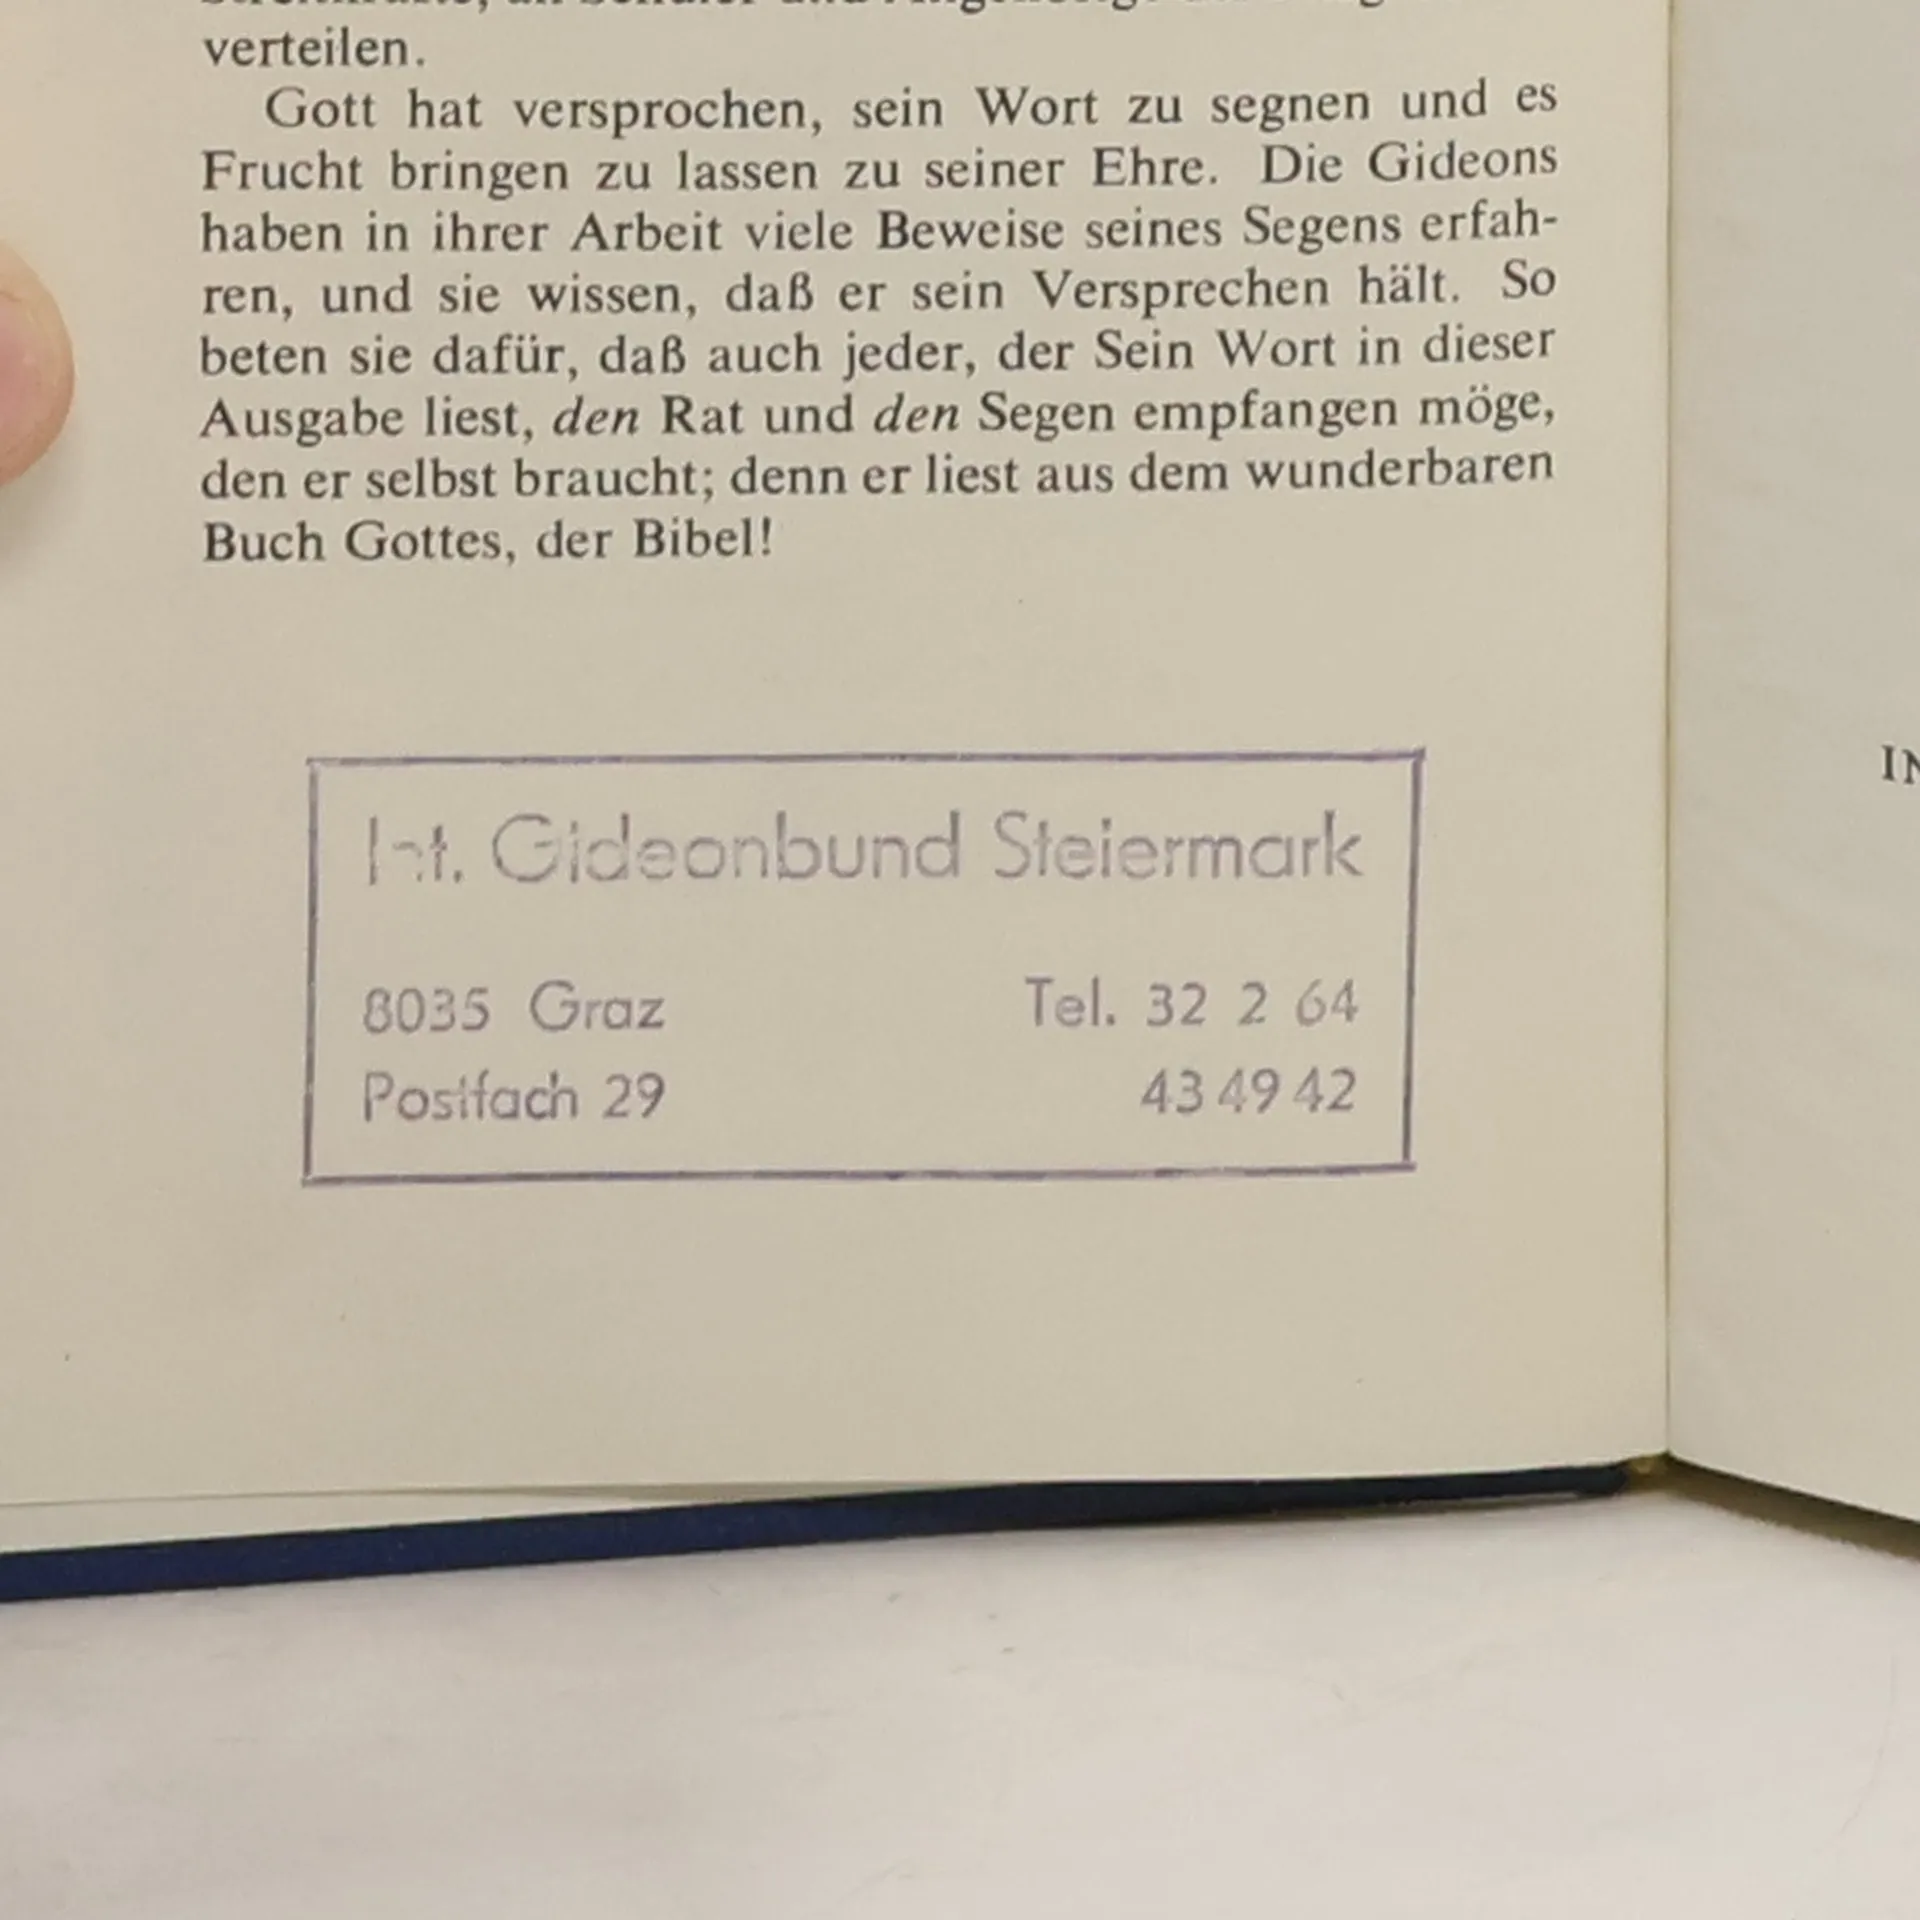 verteilen.
Gott hat versprochen, sein Wort zu segnen und es
Frucht bringen zu lassen zu seiner Ehre. Die Gideons
haben in ihrer Arbeit viele Beweise seines Segens erfah-
ren, und sie wissen, daß er sein Versprechen hält. So
beten sie dafür, daß auch jeder, der Sein Wort in dieser
Ausgabe liest, den Rat und den Segen empfangen möge,
den er selbst braucht; denn er liest aus dem wunderbaren
Buch Gottes, der Bibel!
Int. Gideonbund Steiermark
8035 Graz Tel. 32 2 64
Postfach 29 43 49 42